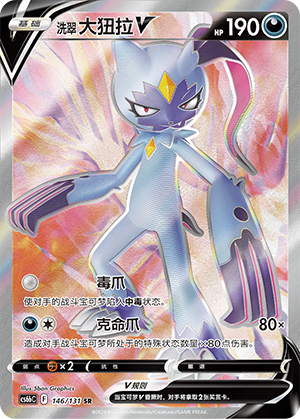 基础
洗翠 大狃拉V
HP 190
毒爪
使对手的战斗宝可梦陷入中毒状态。
克命爪 80×
造成对手战斗宝可梦所处于的特殊状态数量×80点伤害。
弱点 ×2 抗性 撤退
Illus. 5ban Graphics
V规则
CS6bC F 146/131 SR
当宝可梦V昏厥时，对手将拿取2张奖赏卡。